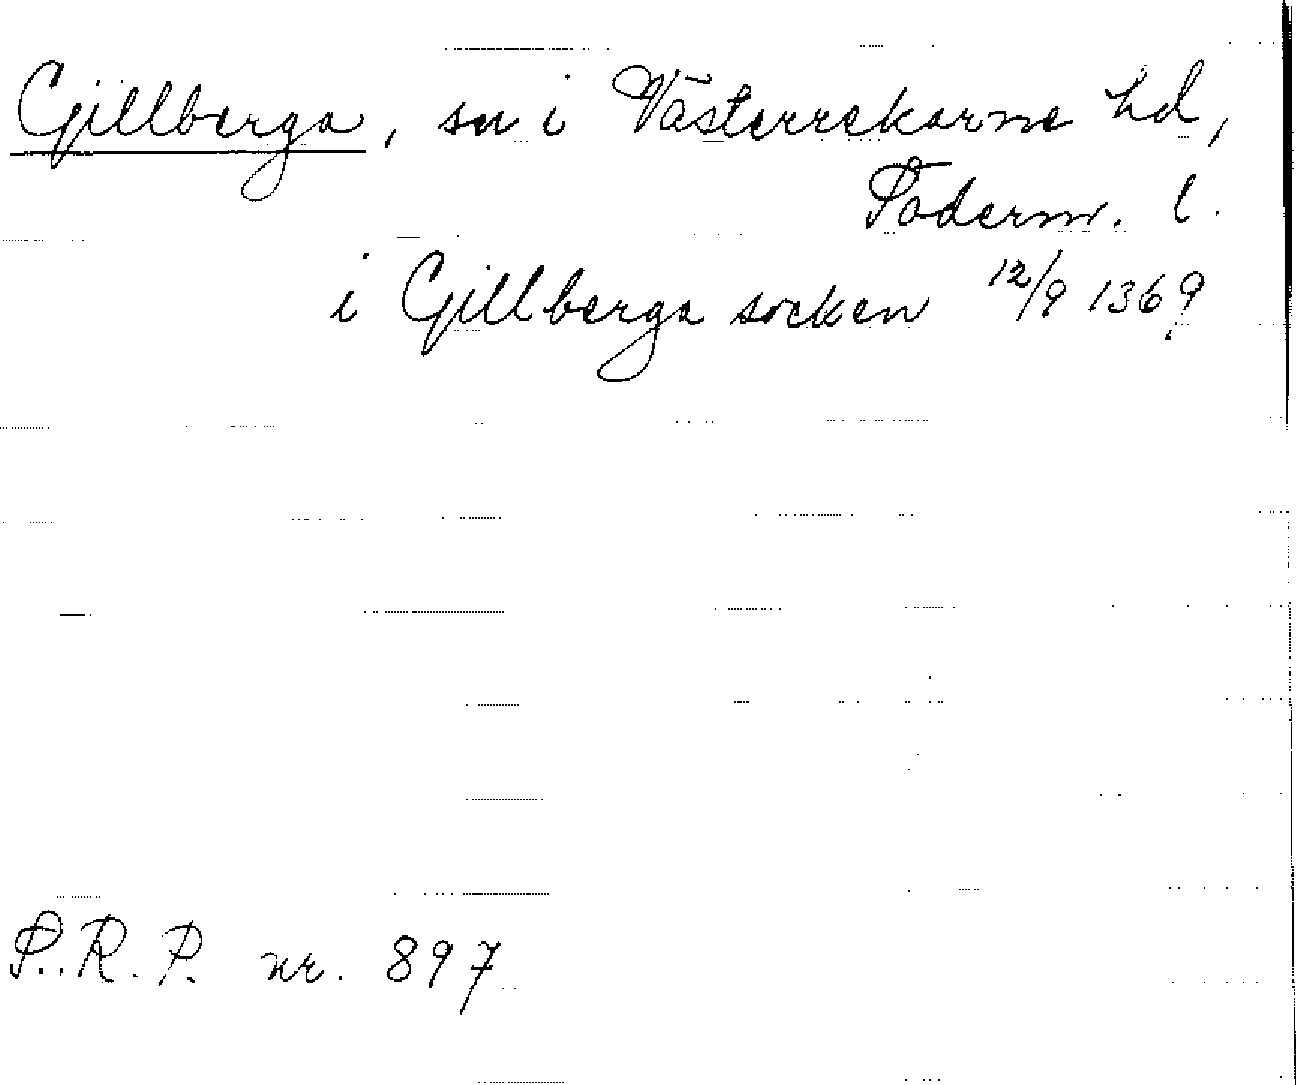 Gillberga, sn i Västerrekarne hd,
Söderm. l.
i Gillberga socken 12/9 1369
S.R.P. nr. 897